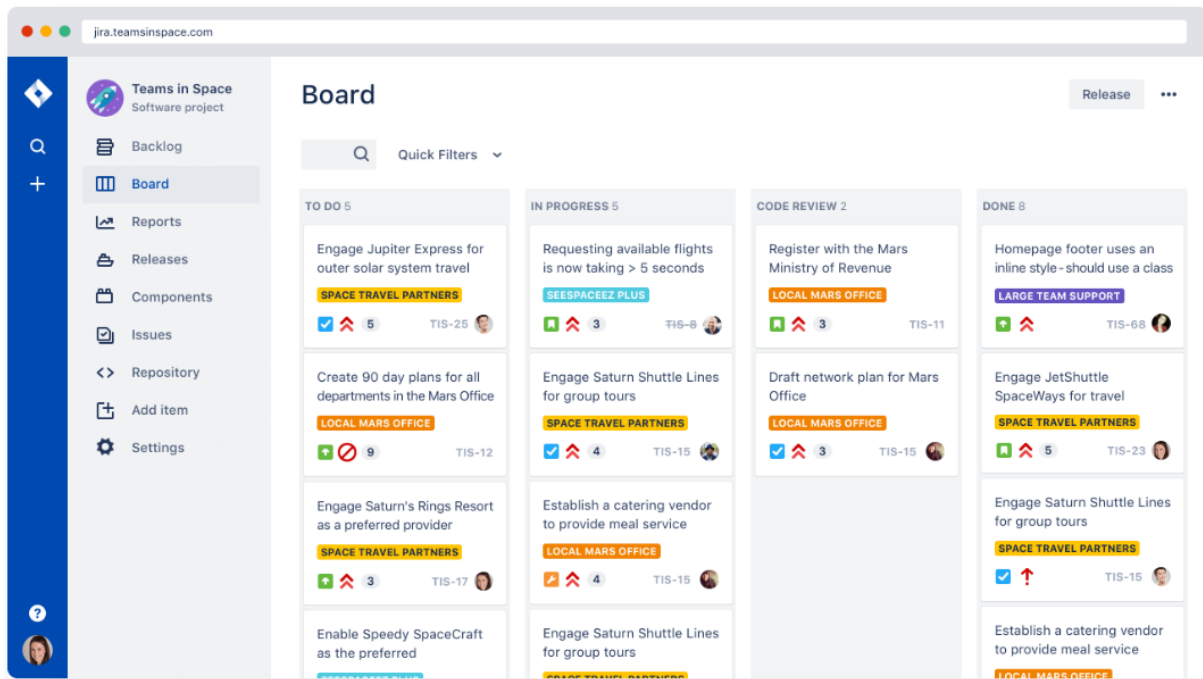 jira.teamsinspace.com
Teams in Space
Software project
Backlog
Board
Reports
Releases
Components
Issues
Repository
Add item
Settings
Board
Release
Quick Filters
TO DO 5
Engage Jupiter Express for
outer solar system travel
SPACE TRAVEL PARTNERS
5 TIS-25
Create 90 day plans for all
departments in the Mars Office
LOCAL MARS OFFICE
9 TIS-12
Engage Saturn's Rings Resort
as a preferred provider
SPACE TRAVEL PARTNERS
3 TIS-17
Enable Speedy SpaceCraft
as the preferred
SEESPACEEZ PLUS
IN PROGRESS 5
Requesting available flights
is now taking > 5 seconds
SEESPACEEZ PLUS
3 TIS-8
Engage Saturn Shuttle Lines
for group tours
SPACE TRAVEL PARTNERS
4 TIS-15
Establish a catering vendor
to provide meal service
LOCAL MARS OFFICE
4 TIS-15
Engage Saturn Shuttle Lines
for group tours
SPACE TRAVEL PARTNERS
CODE REVIEW 2
Register with the Mars
Ministry of Revenue
LOCAL MARS OFFICE
3 TIS-11
Draft network plan for Mars
Office
LOCAL MARS OFFICE
3 TIS-15
DONE 8
Homepage footer uses an
inline style-should use a class
LARGE TEAM SUPPORT
TIS-68
Engage JetShuttle
SpaceWays for travel
SPACE TRAVEL PARTNERS
5 TIS-23
Engage Saturn Shuttle Lines
for group tours
SPACE TRAVEL PARTNERS
TIS-15
Establish a catering vendor
to provide meal service
LOCAL MARS OFFICE
?